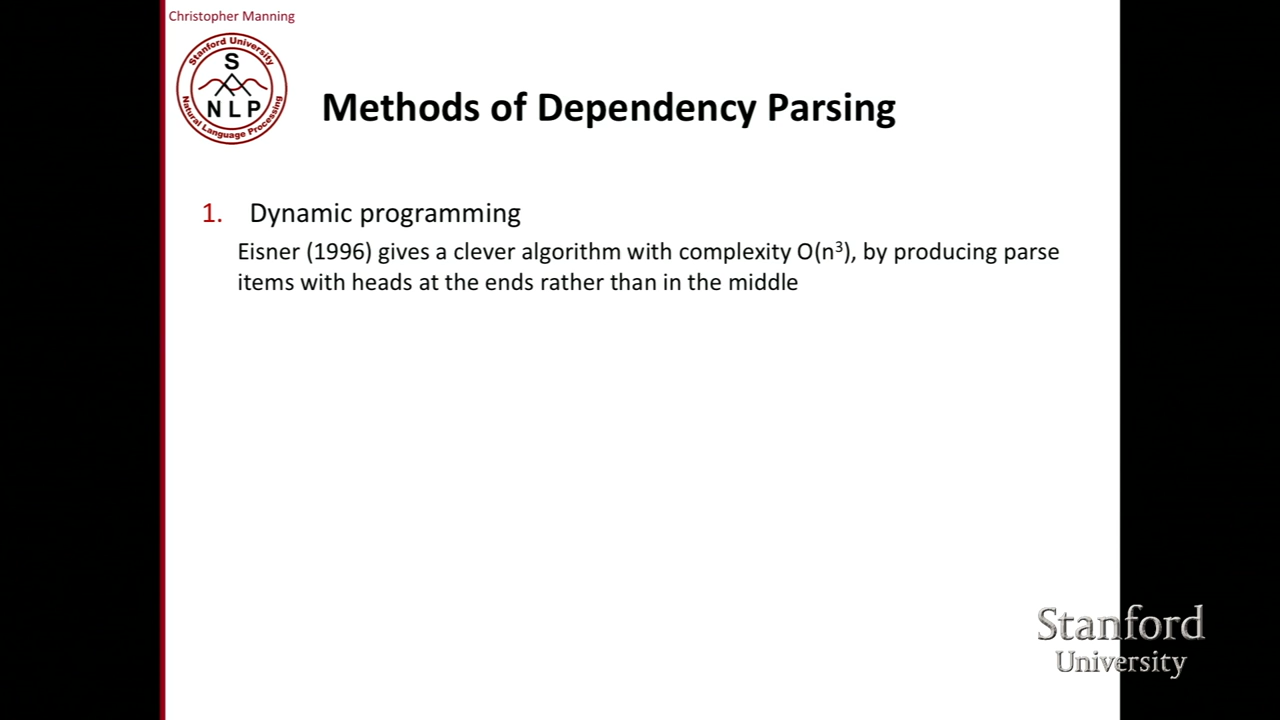 Christopher Manning
Stanford University
S
NLP
Natural Language Processing
Methods of Dependency Parsing
1. Dynamic programming
Eisner (1996) gives a clever algorithm with complexity O(n³), by producing parse
items with heads at the ends rather than in the middle
Stanford
University